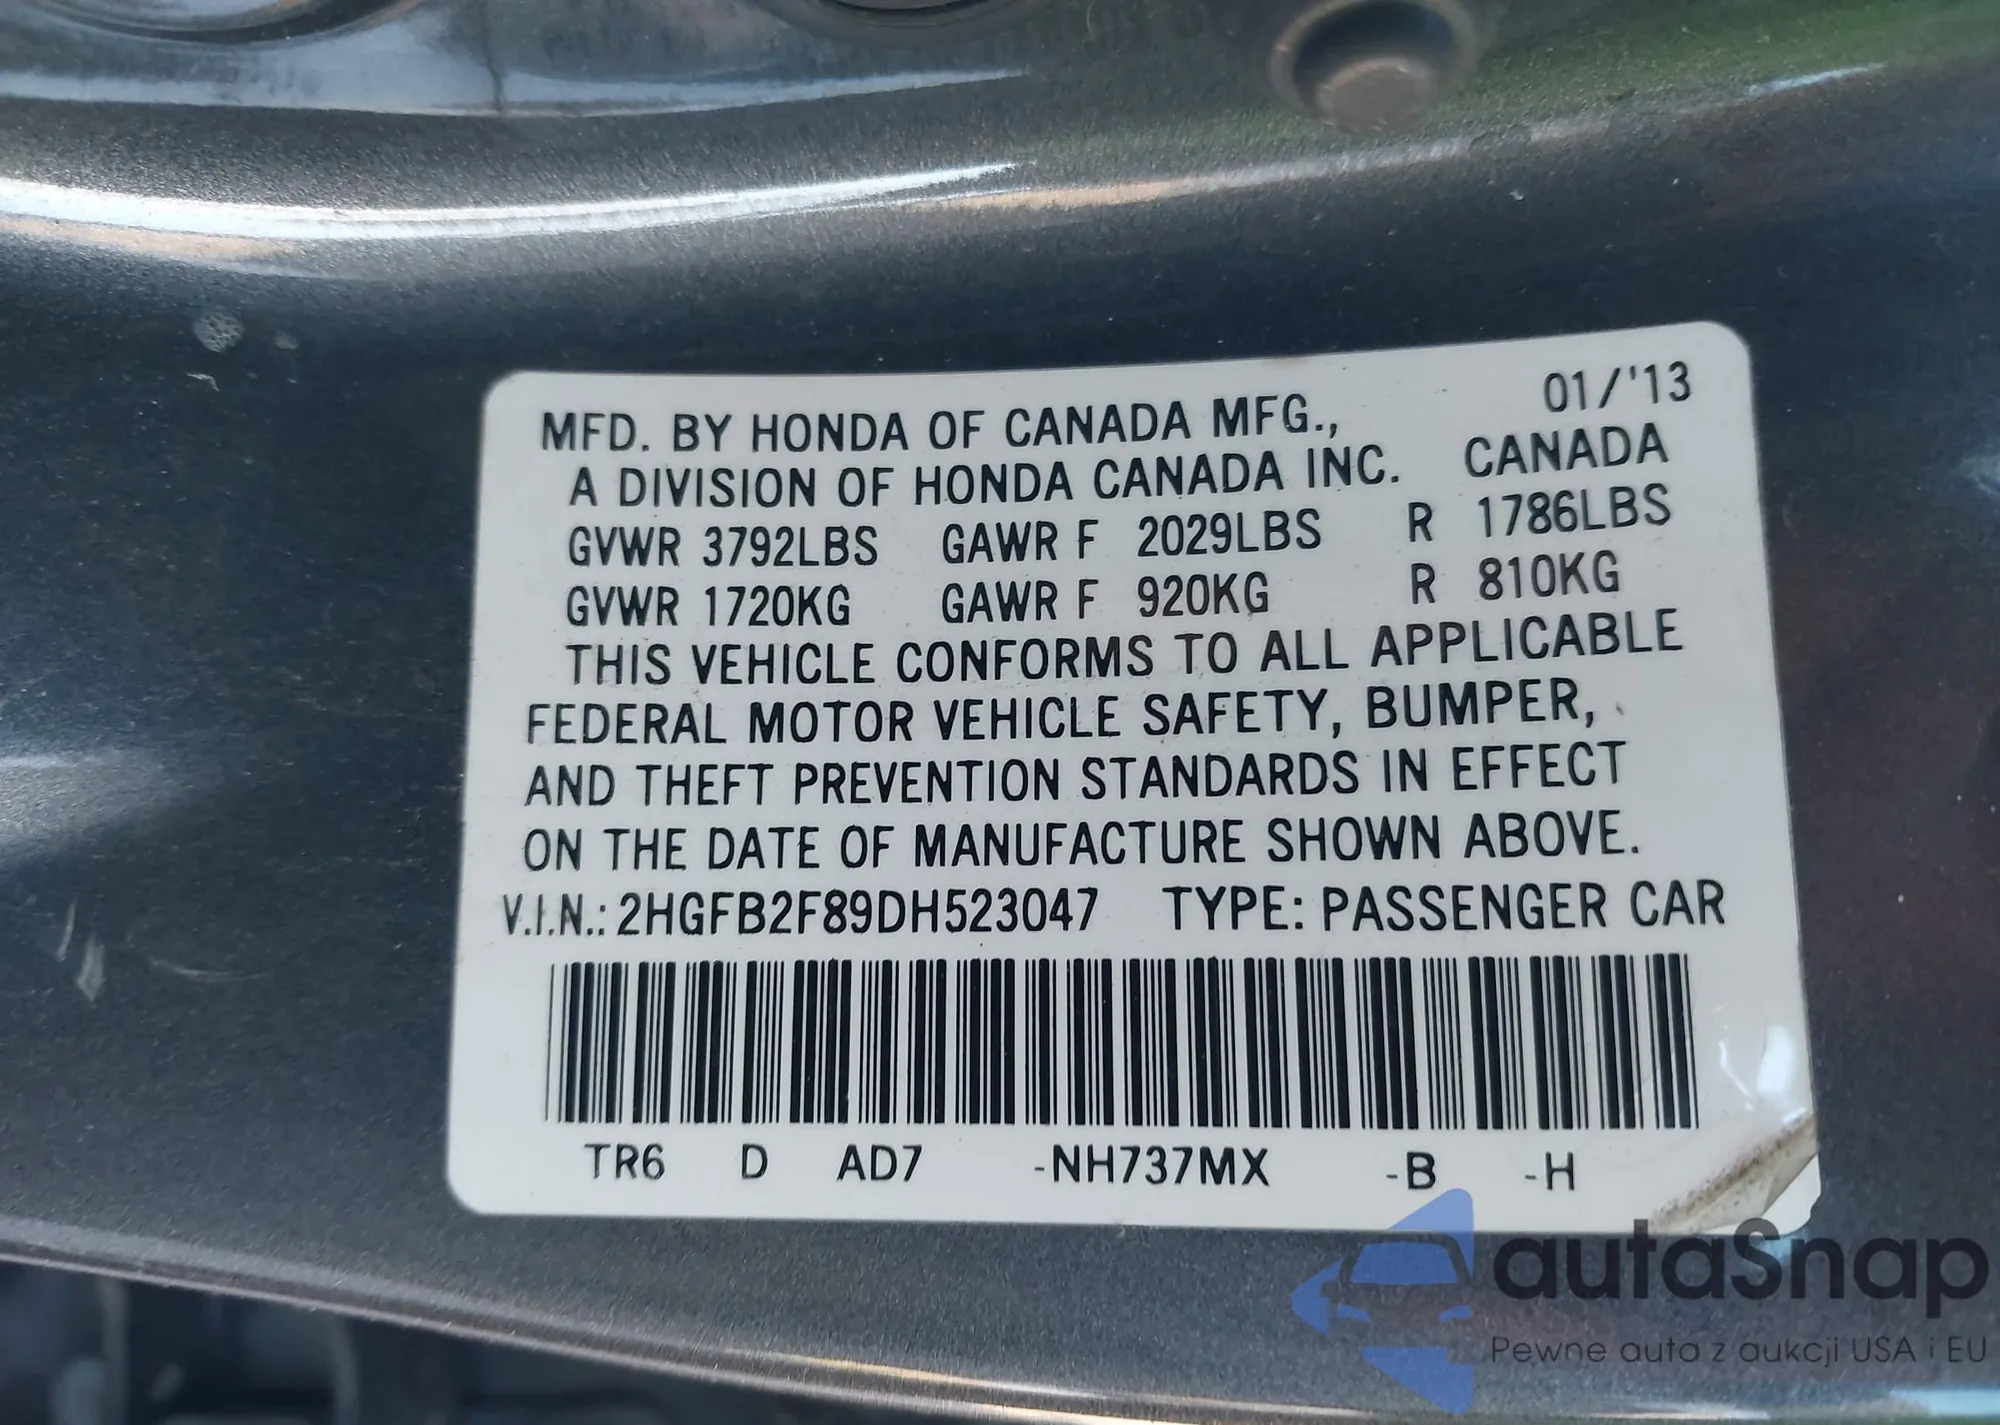 MFD. BY HONDA OF CANADA MFG., 01/'13
A DIVISION OF HONDA CANADA INC. CANADA
GVWR 3792LBS GAWR F 2029LBS R 1786LBS
GVWR 1720KG GAWR F 920KG R 810KG
THIS VEHICLE CONFORMS TO ALL APPLICABLE
FEDERAL MOTOR VEHICLE SAFETY, BUMPER,
AND THEFT PREVENTION STANDARDS IN EFFECT
ON THE DATE OF MANUFACTURE SHOWN ABOVE.
V.I.N.: 2HGFB2F89DH523047 TYPE: PASSENGER CAR
TR6 D AD7 -NH737MX -B -H
autaSnap
Pewne auta z aukcji USA i EU